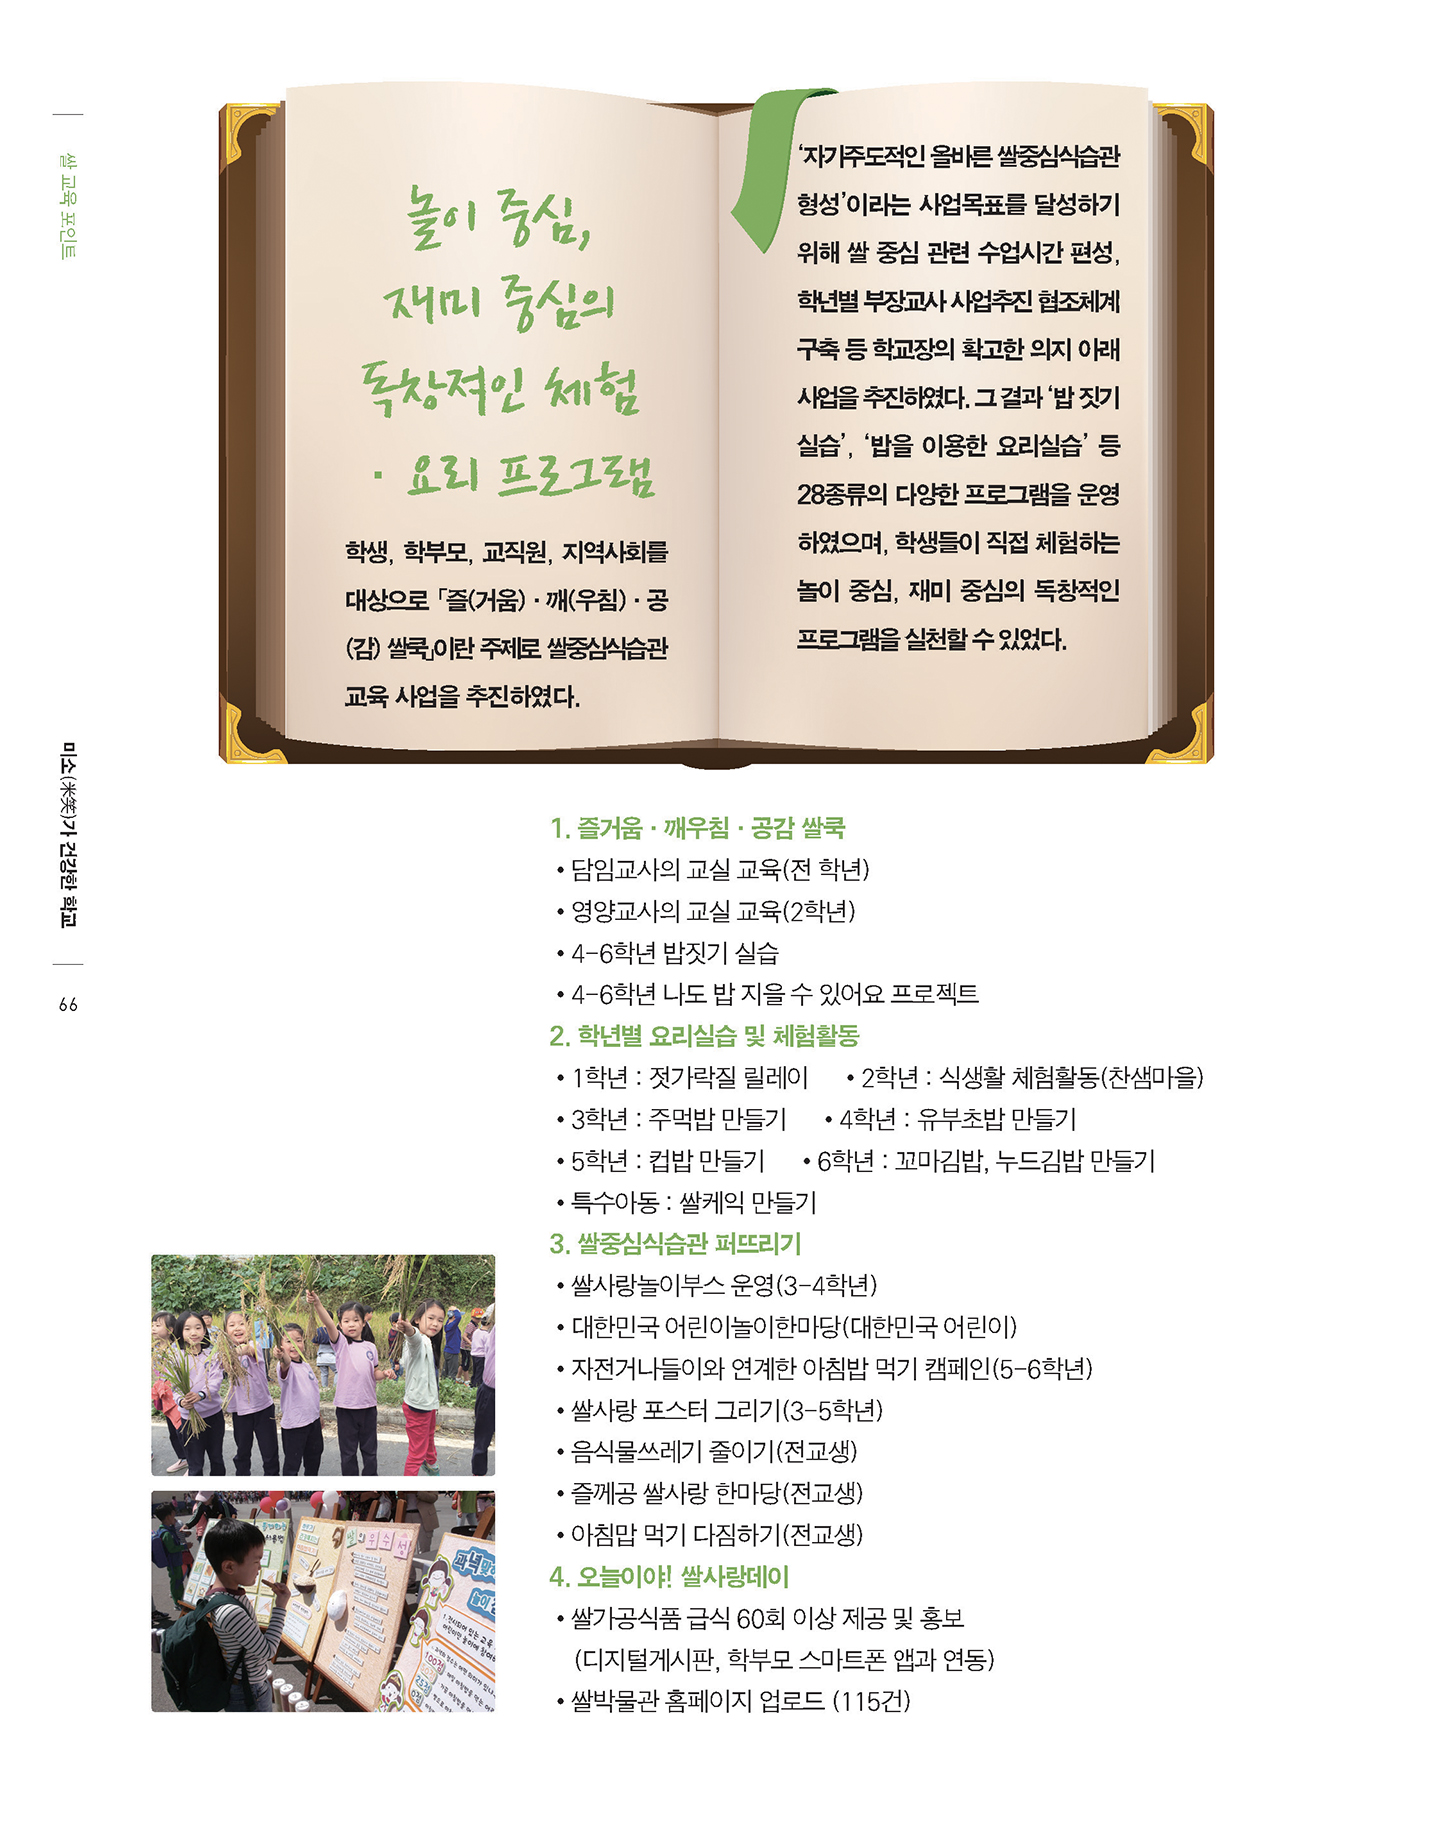 쌀 교육 포인트
미소(米笑)가 건강한 학교
66
놀이 중심,
재미 중심의
독창적인 체험
· 요리 프로그램
학생, 학부모, 교직원, 지역사회를
대상으로 「즐(거움)·깨(우침)·공
(감) 쌀쿡」이란 주제로 쌀중심식습관
교육 사업을 추진하였다.
‘자기주도적인 올바른 쌀중심식습관
형성’이라는 사업목표를 달성하기
위해 쌀 중심 관련 수업시간 편성,
학년별 부장교사 사업추진 협조체계
구축 등 학교장의 확고한 의지 아래
사업을 추진하였다. 그 결과 ‘밥 짓기
실습’, ‘밥을 이용한 요리실습’ 등
28종류의 다양한 프로그램을 운영
하였으며, 학생들이 직접 체험하는
놀이 중심, 재미 중심의 독창적인
프로그램을 실천할 수 있었다.
1. 즐거움·깨우침·공감 쌀쿡
• 담임교사의 교실 교육(전 학년)
• 영양교사의 교실 교육(2학년)
• 4-6학년 밥짓기 실습
• 4-6학년 나도 밥 지을 수 있어요 프로젝트
2. 학년별 요리실습 및 체험활동
• 1학년 : 젓가락질 릴레이 • 2학년 : 식생활 체험활동(찬샘마을)
• 3학년 : 주먹밥 만들기 • 4학년 : 유부초밥 만들기
• 5학년 : 컵밥 만들기 • 6학년 : 꼬마김밥, 누드김밥 만들기
• 특수아동 : 쌀케익 만들기
3. 쌀중심식습관 퍼뜨리기
• 쌀사랑놀이부스 운영(3-4학년)
• 대한민국 어린이놀이한마당(대한민국 어린이)
• 자전거나들이와 연계한 아침밥 먹기 캠페인(5-6학년)
• 쌀사랑 포스터 그리기(3-5학년)
• 음식물쓰레기 줄이기(전교생)
• 즐께공 쌀사랑 한마당(전교생)
• 아침맙 먹기 다짐하기(전교생)
4. 오늘이야! 쌀사랑데이
• 쌀가공식품 급식 60회 이상 제공 및 홍보
(디지털게시판, 학부모 스마트폰 앱과 연동)
• 쌀박물관 홈페이지 업로드 (115건)
쌀의 우수성
과녁
놀이
100점
25점
0점